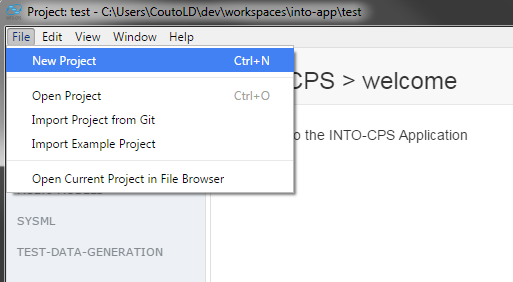 Project: test - C:\Users\CoutoLD\dev\workspaces\into-app\test
File Edit View Window Help
New Project Ctrl+N
CPS > welcome
Open Project Ctrl+O
Import Project from Git
o the INTO-CPS Application
Import Example Project
Open Current Project in File Browser
SYSML
TEST-DATA-GENERATION